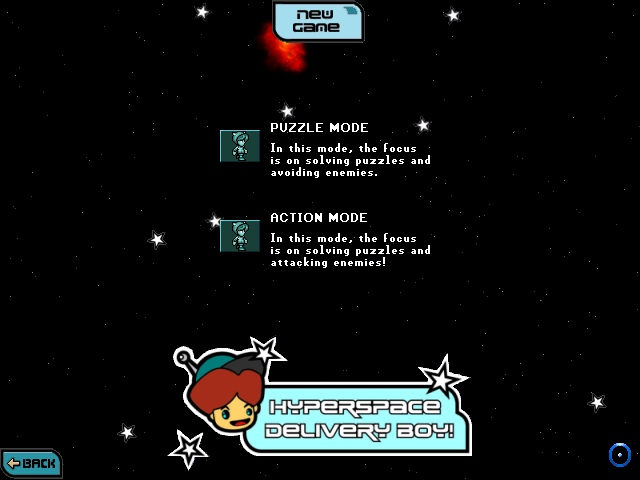 NEW
GAME
PUZZLE MODE
In this mode, the focus
is on solving puzzles and
avoiding enemies.
ACTION MODE
In this mode, the focus
is on solving puzzles and
attacking enemies!
HYPERSPACE
DELIVERY BOY!
BACK